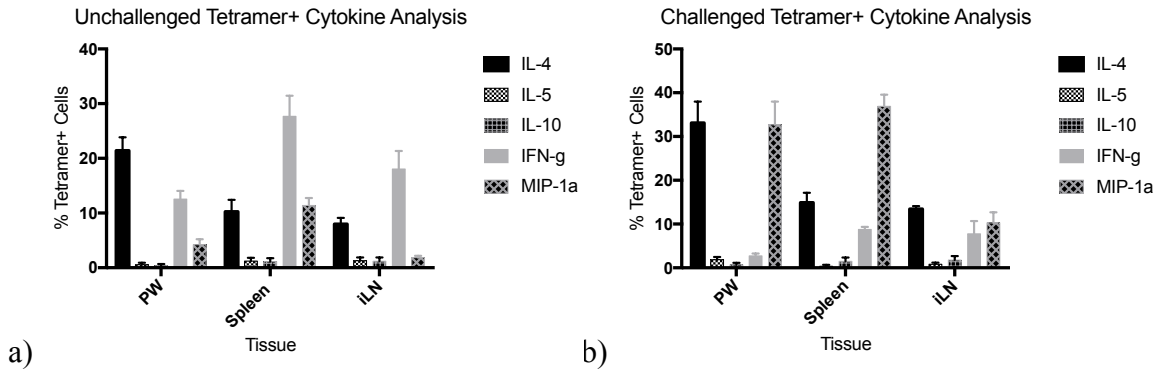 Unchallenged Tetramer+ Cytokine Analysis
% Tetramer+ Cells
40
30
20
10
0
PW
Spleen
iLN
Tissue
IL-4
IL-5
IL-10
IFN-g
MIP-1a
a)
Challenged Tetramer+ Cytokine Analysis
% Tetramer+ Cells
50
40
30
20
10
0
PW
Spleen
iLN
Tissue
IL-4
IL-5
IL-10
IFN-g
MIP-1a
b)